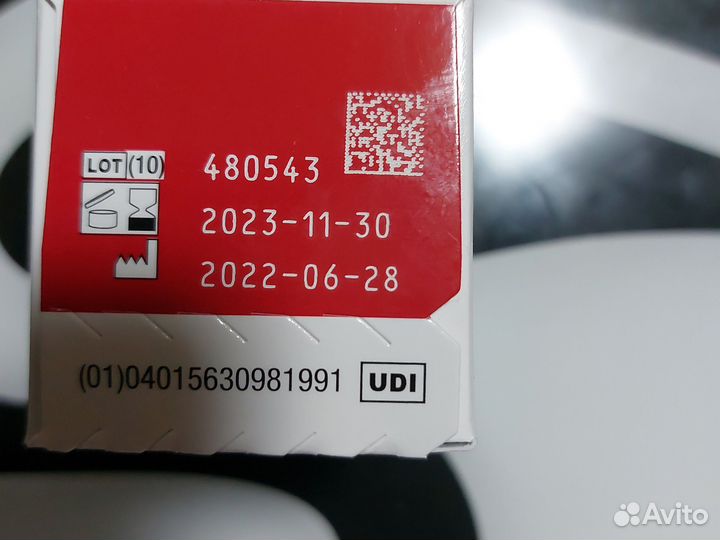 LOT (10) 480543
2023-11-30
2022-06-28
(01)04015630981991 UDI
Avito